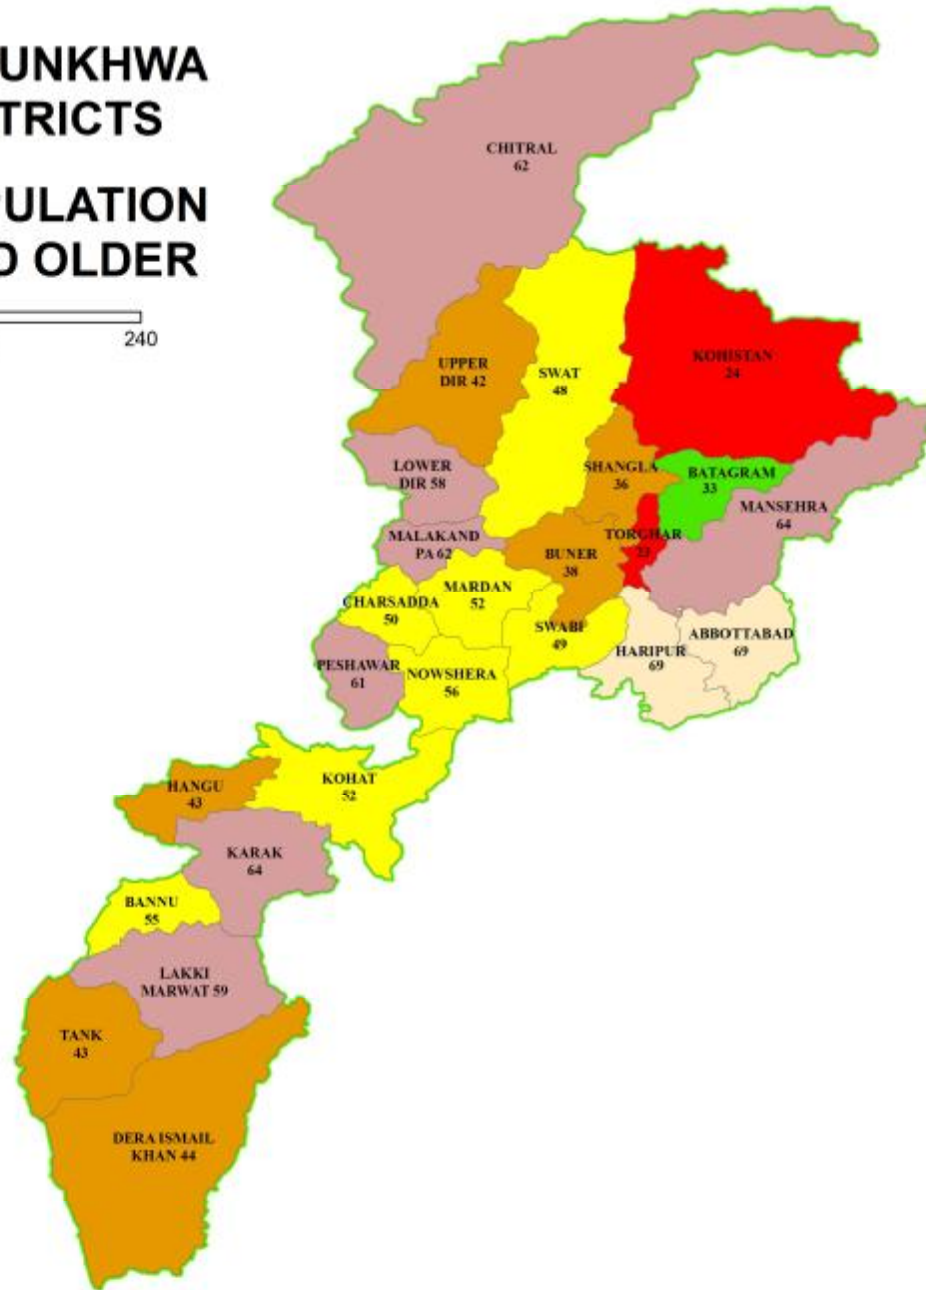 UNKHWA
TRICTS
PULATION
D OLDER
240
CHITRAL
62
KOHISTAN
24
UPPER
DIR 42
SWAT
48
SHANGLA
36
BATAGRAM
33
LOWER
DIR 58
MANSEHRA
64
MALAKAND
PA 62
TORGHAR
BUNER
38
MARDAN
52
CHARSADDA
50
SWABI
49
ABBOTTABAD
69
HARIPUR
69
PESHAWAR
61
NOWSHERA
56
KOHAT
52
HANGU
43
KARAK
64
BANNU
55
LAKKI
MARWAT 59
TANK
43
DERA ISMAIL
KHAN 44